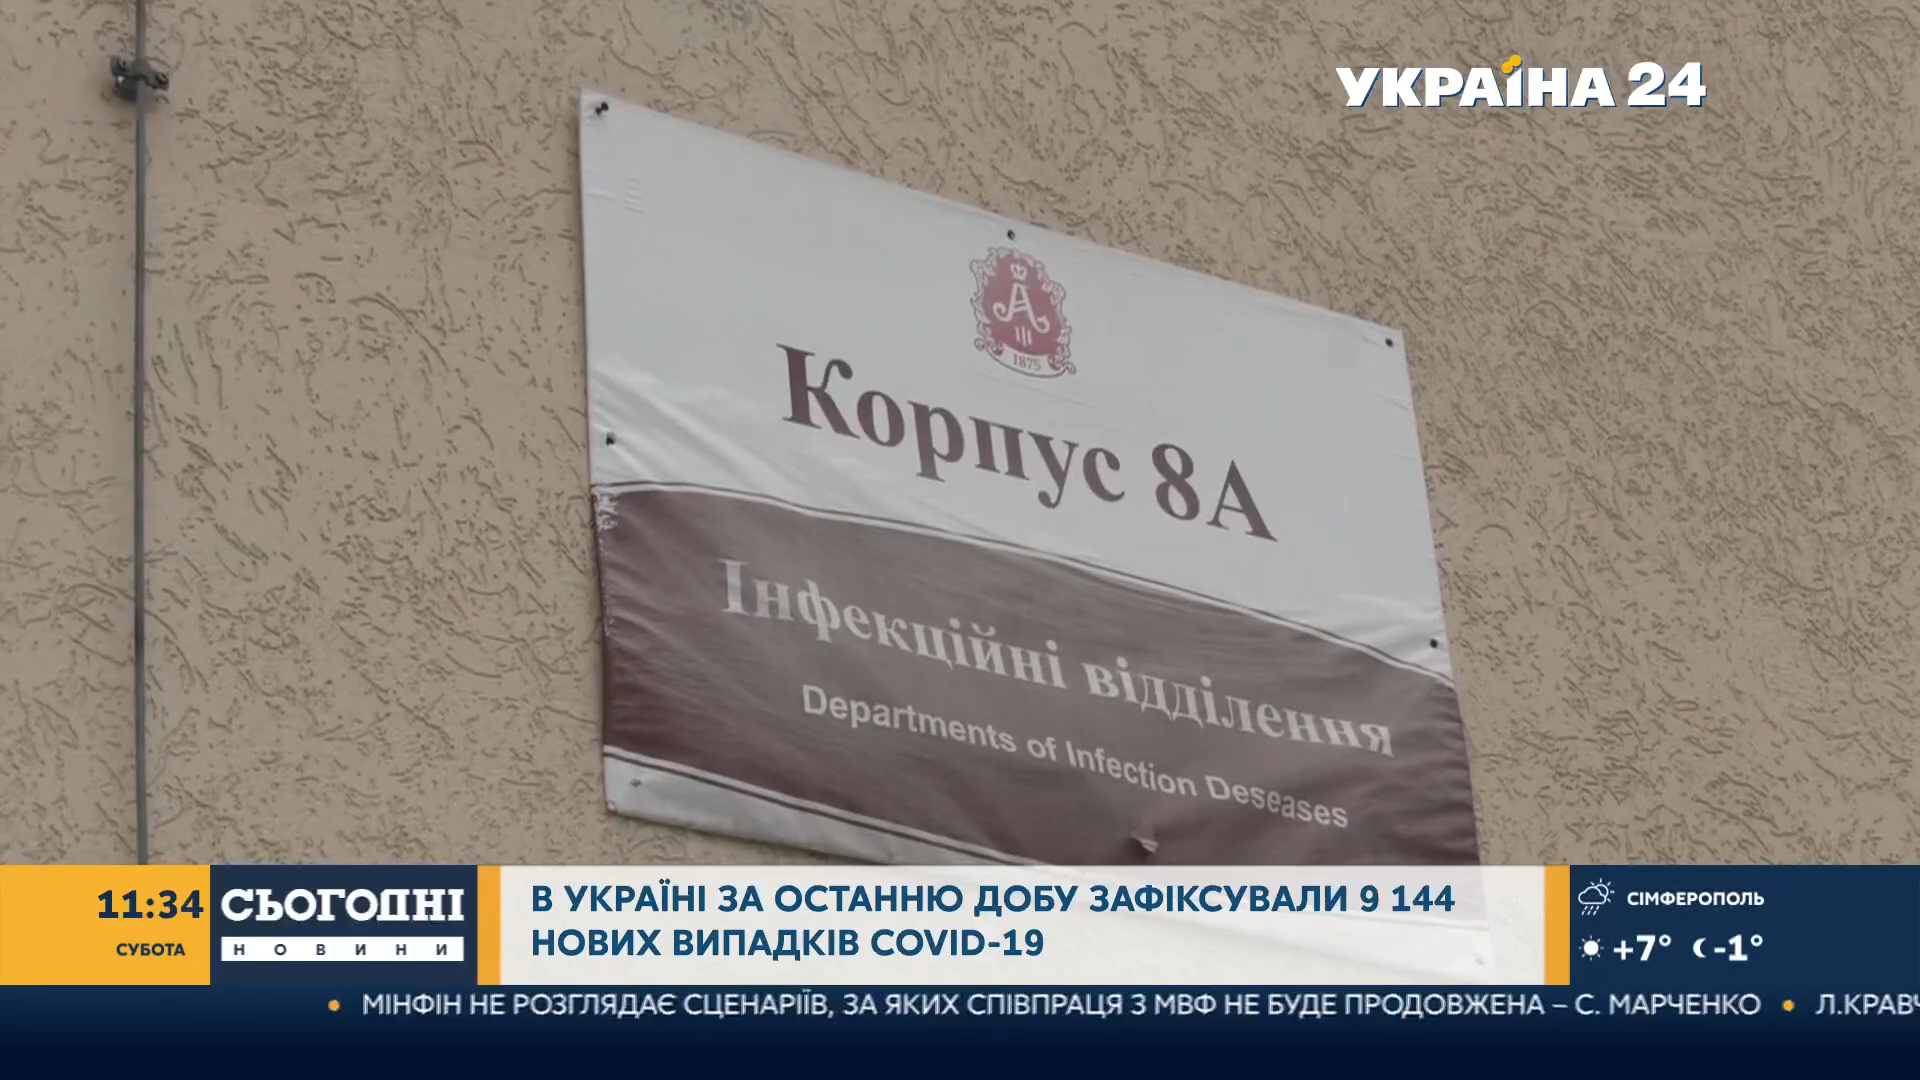 УКРАЇНА 24
А
III
1875
Корпус 8А
Інфекційні відділення
Departments of Infection Deseases
11:34
СУБОТА
СЬОГОДНІ
НОВИНИ
В УКРАЇНІ ЗА ОСТАННЮ ДОБУ ЗАФІКСУВАЛИ 9 144
НОВИХ ВИПАДКІВ COVID-19
СІМФЕРОПОЛЬ
+7° -1°
• МІНФІН НЕ РОЗГЛЯДАЄ СЦЕНАРІЇВ, ЗА ЯКИХ СПІВПРАЦЯ З МВФ НЕ БУДЕ ПРОДОВЖЕНА – С. МАРЧЕНКО • Л.КРАВЧ